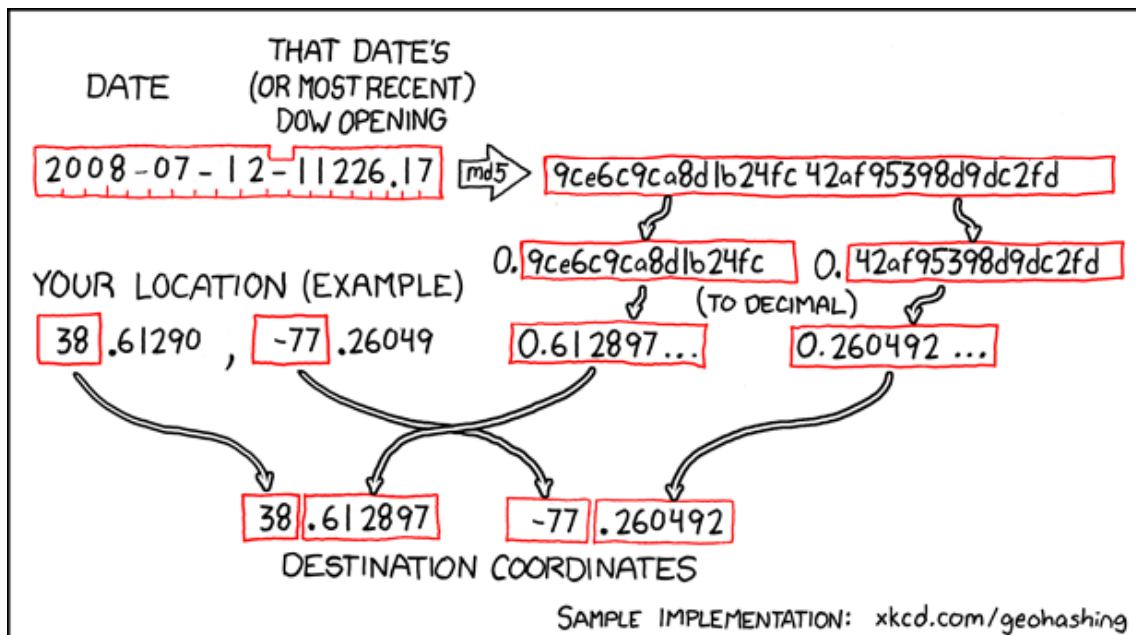 DATE
THAT DATE'S
(OR MOST RECENT)
DOW OPENING
2008-07-12-11226.17
md5
9ce6c9ca8d1b24fc42af95398d9dc2fd
0.9ce6c9ca8d1b24fc
0.42af95398d9dc2fd
(TO DECIMAL)
0.612897...
0.260492...
YOUR LOCATION (EXAMPLE)
38.61290, -77.26049
38.612897 -77.260492
DESTINATION COORDINATES
SAMPLE IMPLEMENTATION: xkcd.com/geohashing